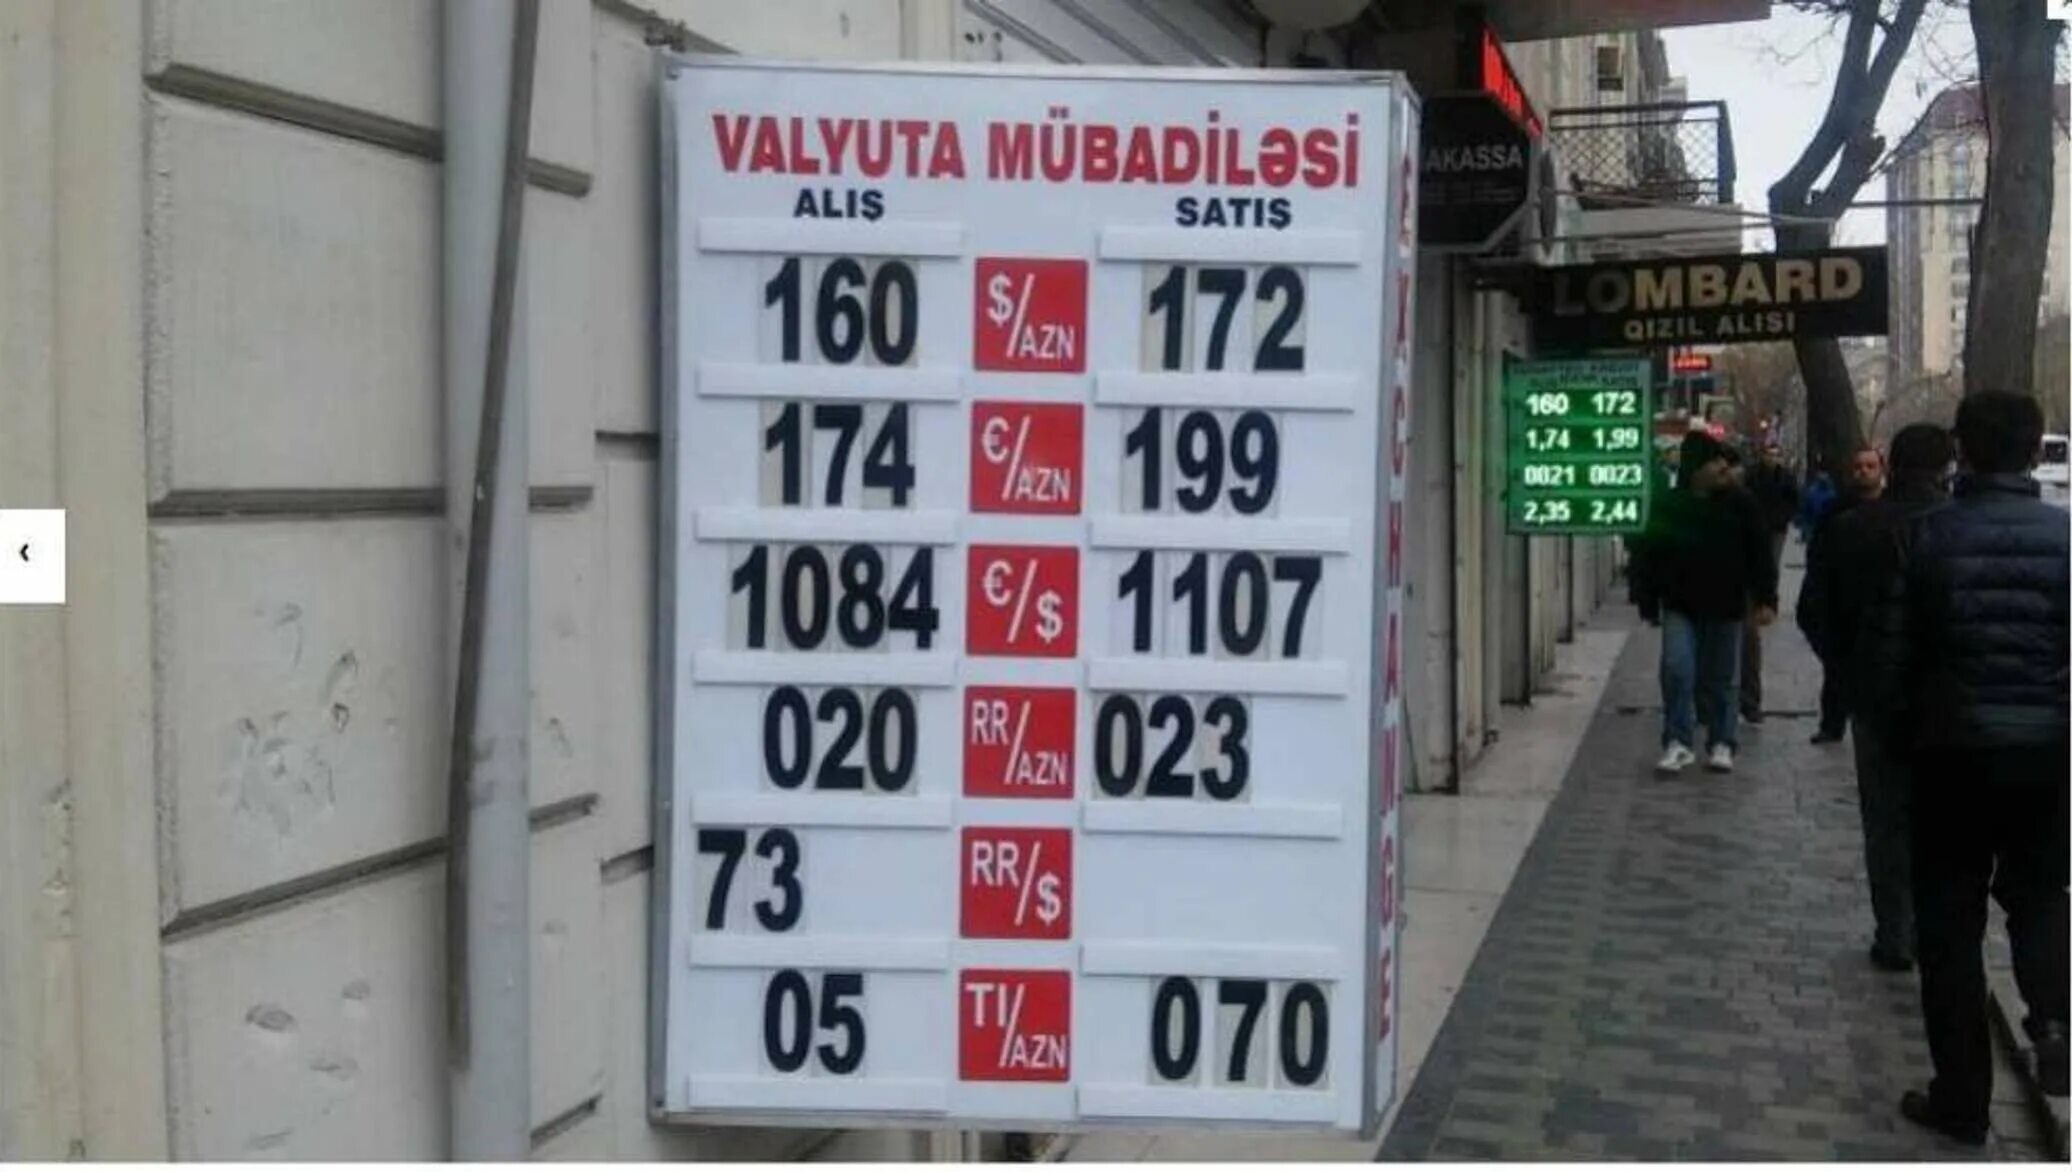 VALYUTA MÜBADİLƏSİ
ALIŞ SATIŞ
160 $/AZN 172
174 €/AZN 199
1084 €/$ 1107
020 RR/AZN 023
73 RR/$
05 Tl/AZN 070
EXCHANGE
AKASSA
LOMBARD
QIZIL ALISI
160 172
1,74 1,99
0021 0023
2,35 2,44